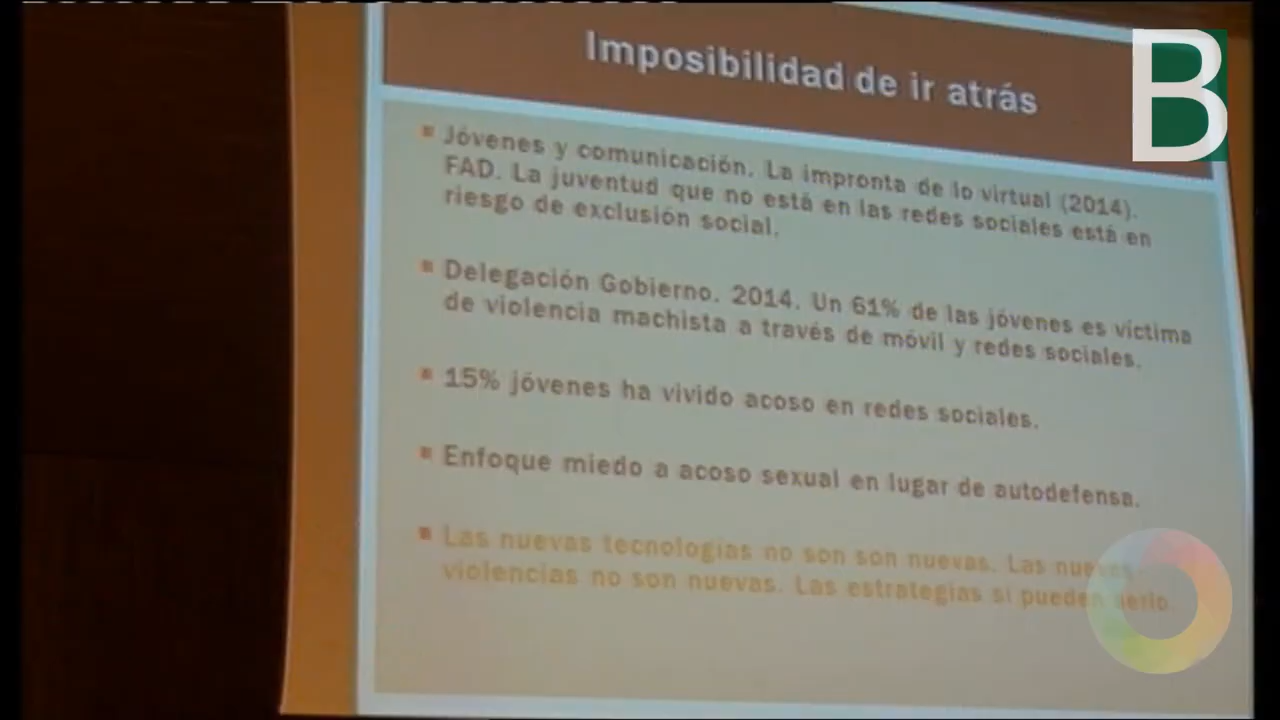 Imposibilidad de ir atrás
B
Jóvenes y comunicación. La impronta de lo virtual (2014).
FAD. La juventud que no está en las redes sociales está en
riesgo de exclusión social.
Delegación Gobierno. 2014. Un 61% de las jóvenes es víctima
de violencia machista a través de móvil y redes sociales.
15% jóvenes ha vivido acoso en redes sociales.
Enfoque miedo a acoso sexual en lugar de autodefensa.
Las nuevas tecnologías no son son nuevas. Las nuevas
violencias no son nuevas. Las estrategias si pueden serlo.